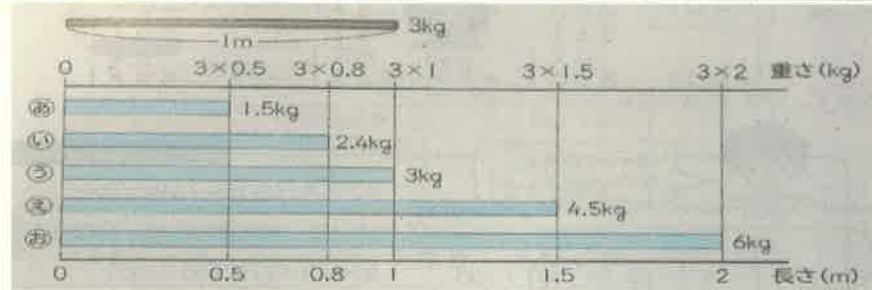 3kg
1m
0 3×0.5 3×0.8 3×1 3×1.5 3×2 重さ(kg)
あ 1.5kg
い 2.4kg
う 3kg
え 4.5kg
お 6kg
0 0.5 0.8 1 1.5 2 長さ(m)